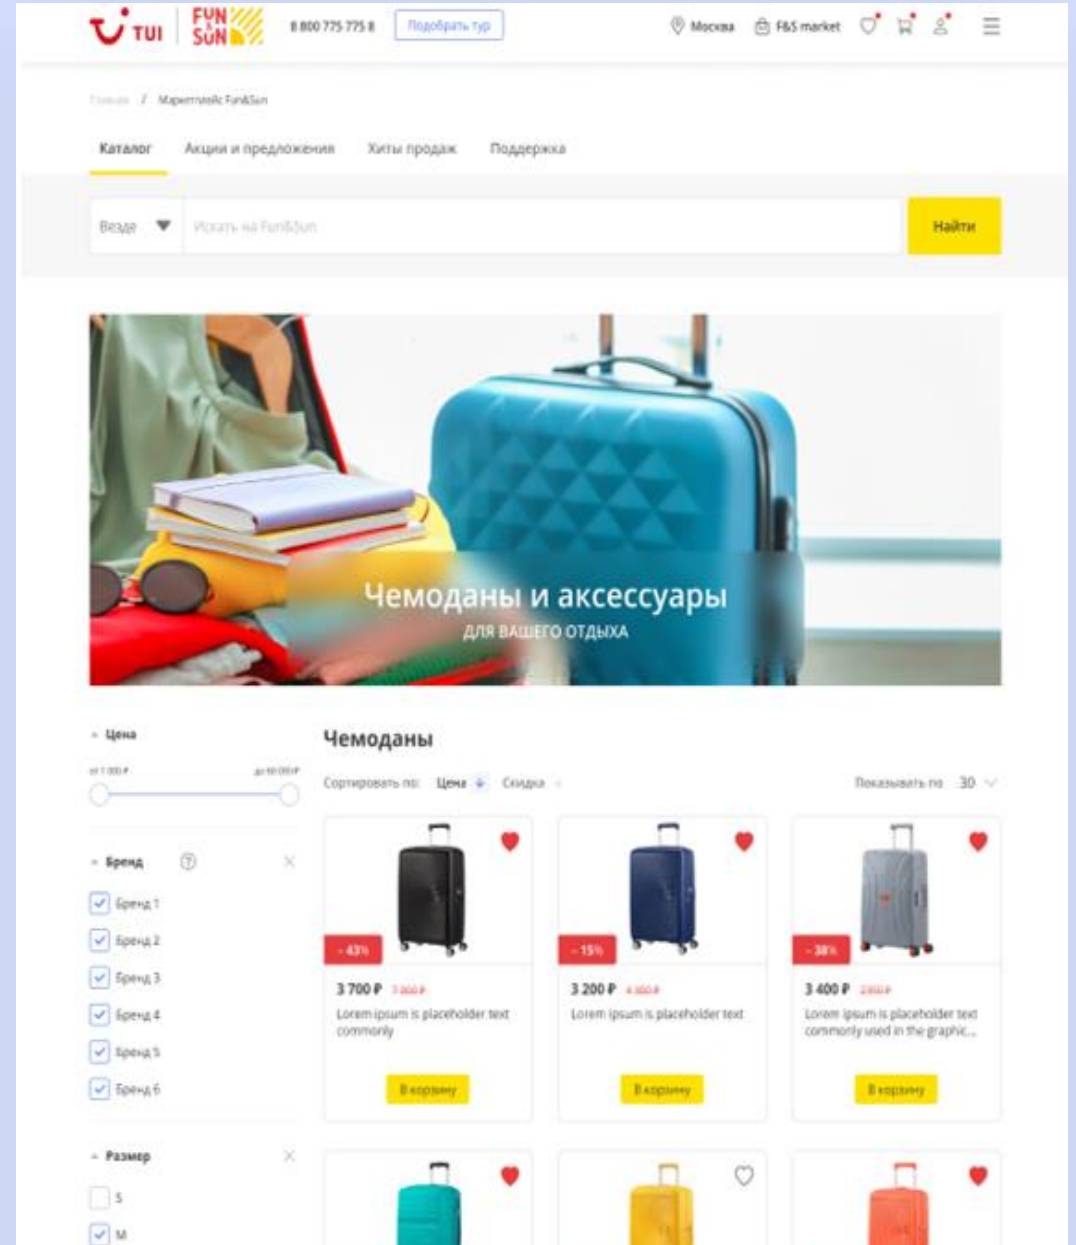 TUI
FUN & SUN
8 800 775 775 8
Подобрать тур
Москва
F&S market
Главная / Маркетплейс Fun&Sun
Каталог
Акции и предложения
Хиты продаж
Поддержка
Везде
Искать на Fun&Sun
Найти
Чемоданы и аксессуары
ДЛЯ ВАШЕГО ОТДЫХА
Цена
от 1 000 ₽
Чемоданы
Сортировать по: Цена Скидка
Показывать по 30
Бренд
Бренд 1
Бренд 2
Бренд 3
Бренд 4
Бренд 5
Бренд 6
- 43%
3 700 ₽
Lorem ipsum is placeholder text
commonly
В корзину
- 15%
3 200 ₽
Lorem ipsum is placeholder text
В корзину
- 38%
3 400 ₽
Lorem ipsum is placeholder text
commonly used in the graphic...
В корзину
Размер
S
M